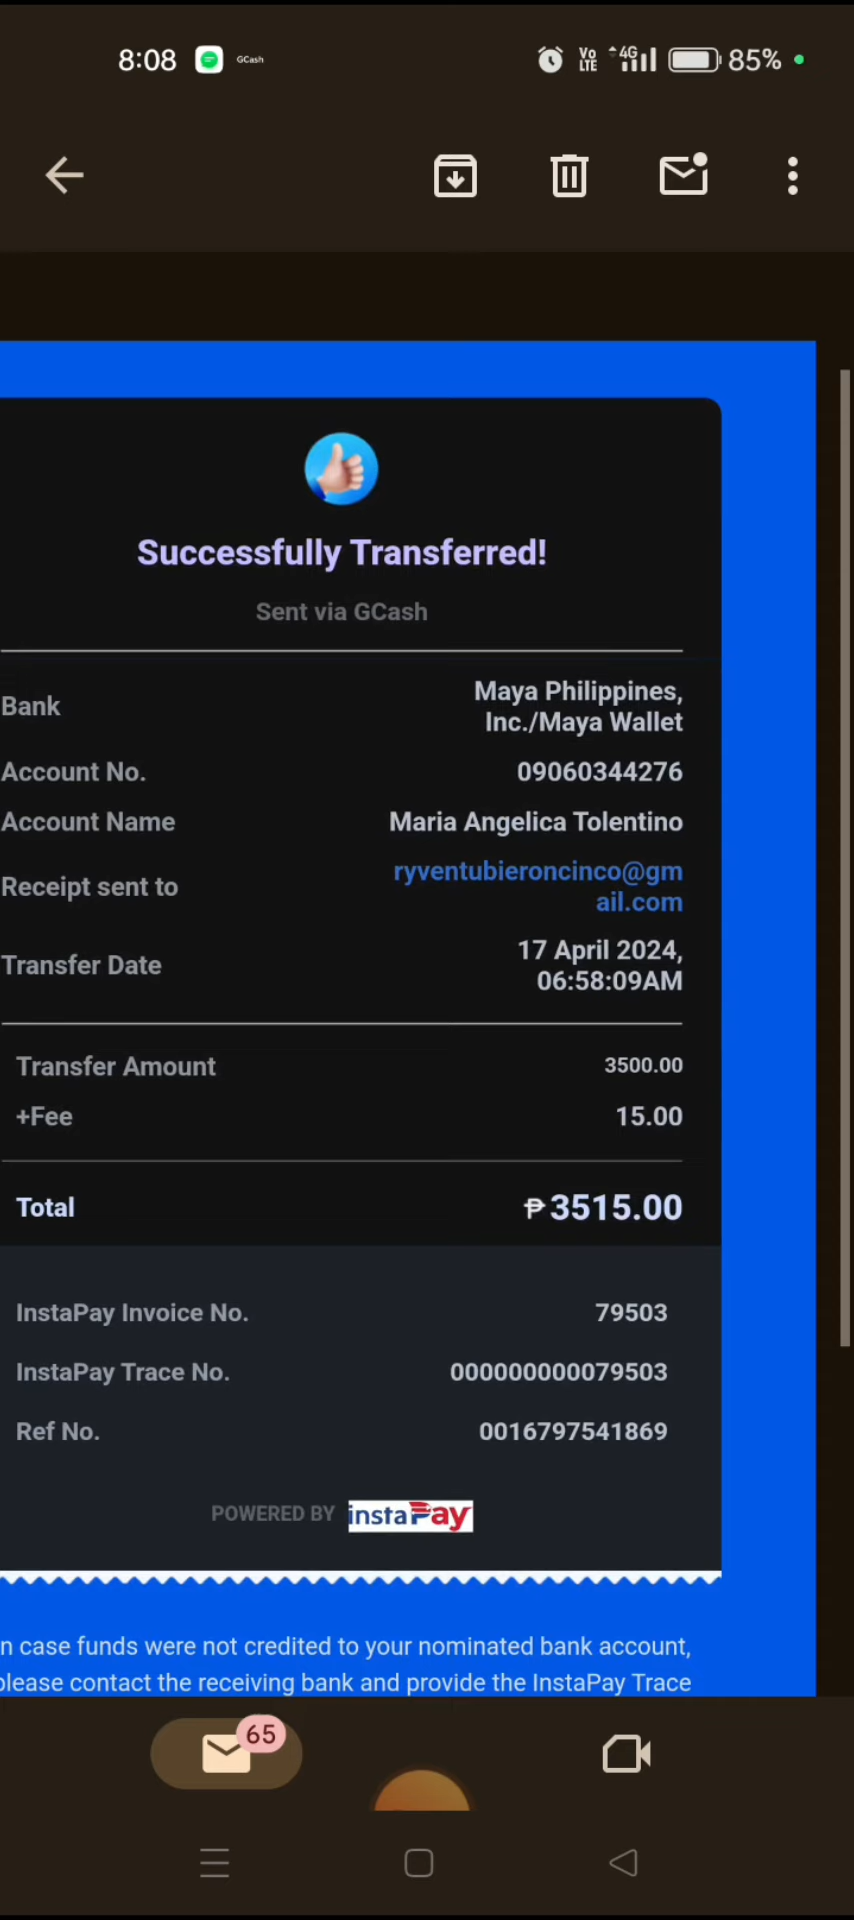 8:08 GCash Vo LTE 4G 85%
Successfully Transferred!
Sent via GCash
Bank Maya Philippines,
Inc./Maya Wallet
Account No. 09060344276
Account Name Maria Angelica Tolentino
Receipt sent to ryventubieroncinco@gm
ail.com
Transfer Date 17 April 2024,
06:58:09AM
Transfer Amount 3500.00
+Fee 15.00
Total ₱3515.00
InstaPay Invoice No. 79503
InstaPay Trace No. 000000000079503
Ref No. 0016797541869
POWERED BY instaPay
n case funds were not credited to your nominated bank account,
please contact the receiving bank and provide the InstaPay Trace
65